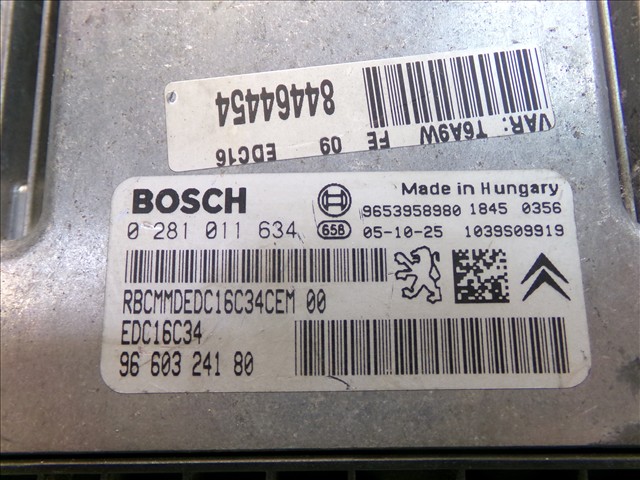 VAR: T6A9W FE 09 EDC16
84464454
BOSCH
Made in Hungary
0 281 011 634
9653958980 1845 0356
658 05-10-25 1039S09919
RBCMMDEDC16C34CEM 00
EDC16C34
96 603 241 80